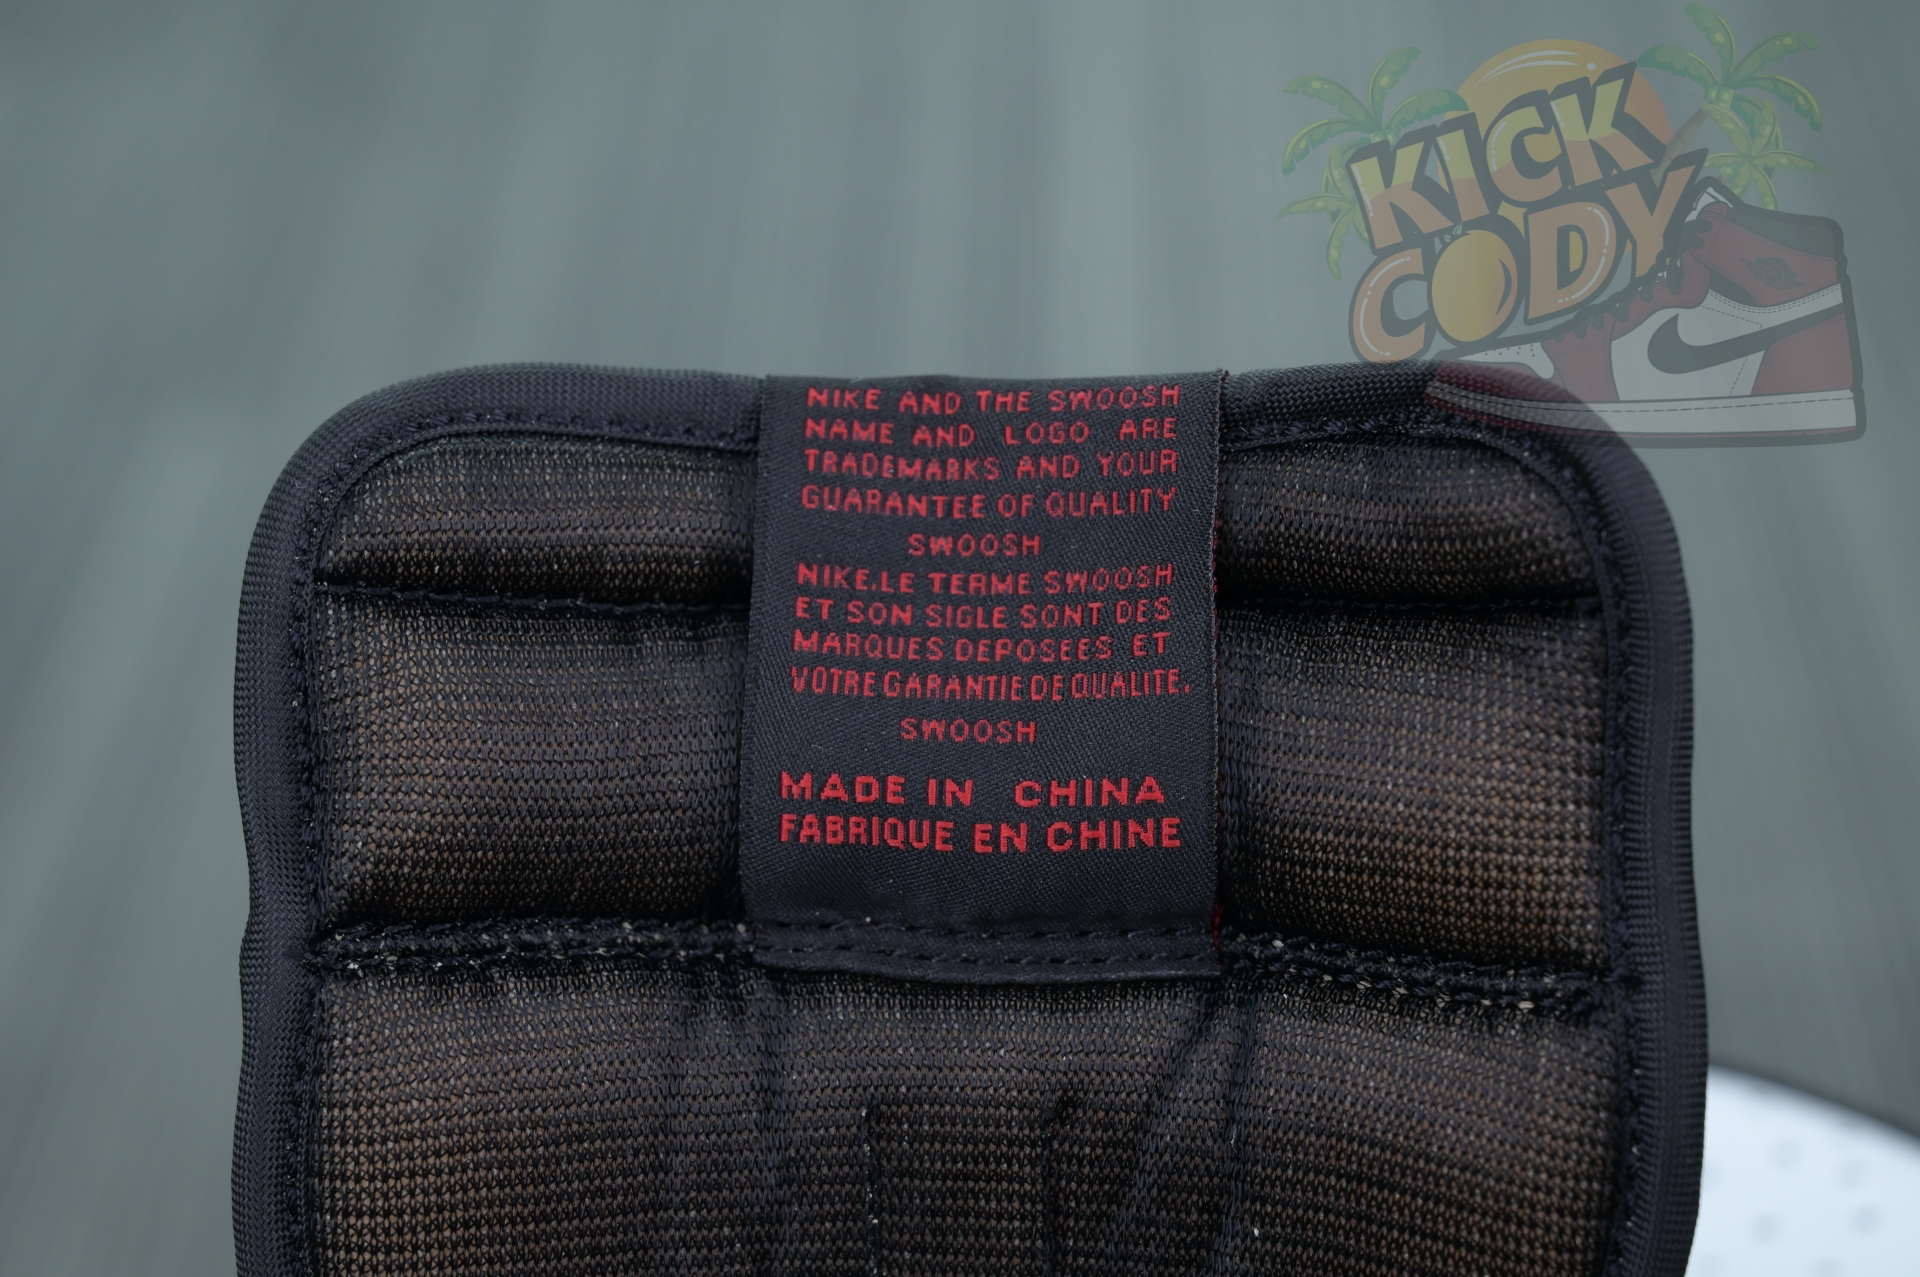 KICK
CODY
NIKE AND THE SWOOSH
NAME AND LOGO ARE
TRADEMARKS AND YOUR
GUARANTEE OF QUALITY
SWOOSH
NIKE.LE TERME SWOOSH
ET SON SIGLE SONT DES
MARQUES DEPOSEES ET
VOTRE GARANTIE DE QUALITE.
SWOOSH
MADE IN CHINA
FABRIQUE EN CHINE